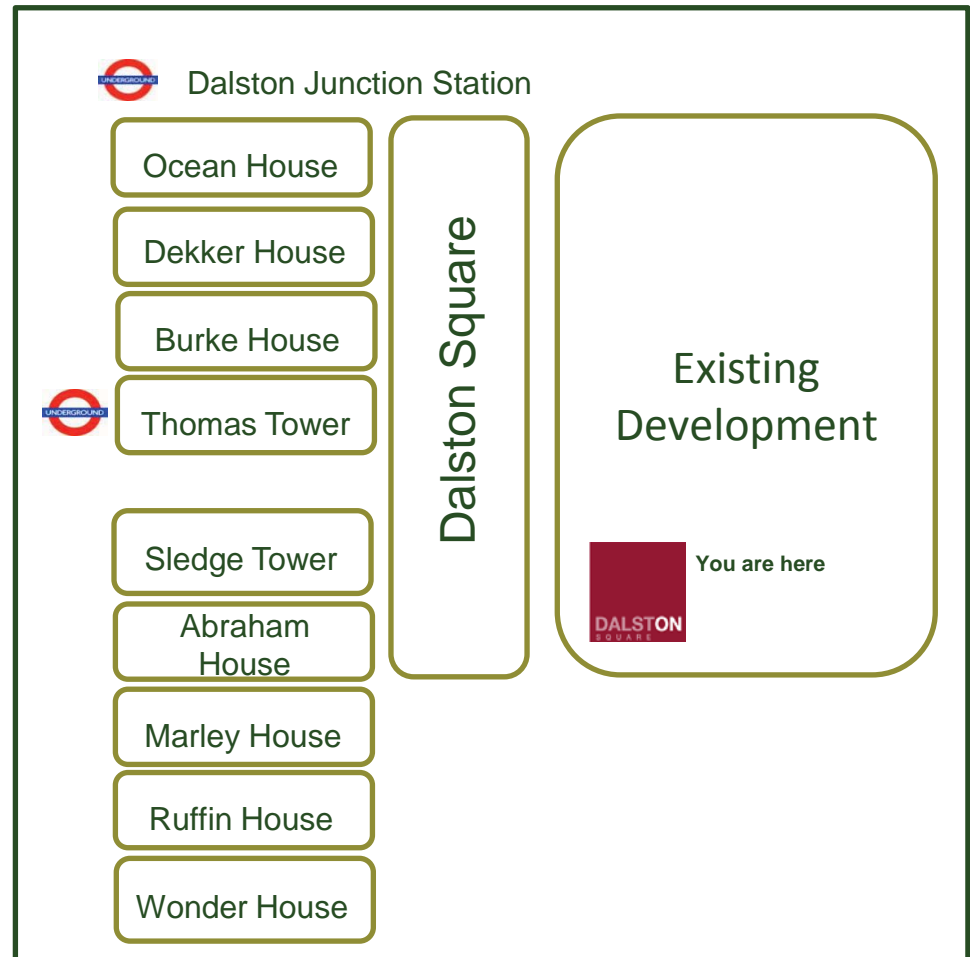 UNDERGROUND
Dalston Junction Station
Ocean House
Dekker House
Burke House
UNDERGROUND
Thomas Tower
Sledge Tower
Abraham
House
Marley House
Ruffin House
Wonder House
Dalston Square
Existing
Development
You are here
DALSTON
SQUARE